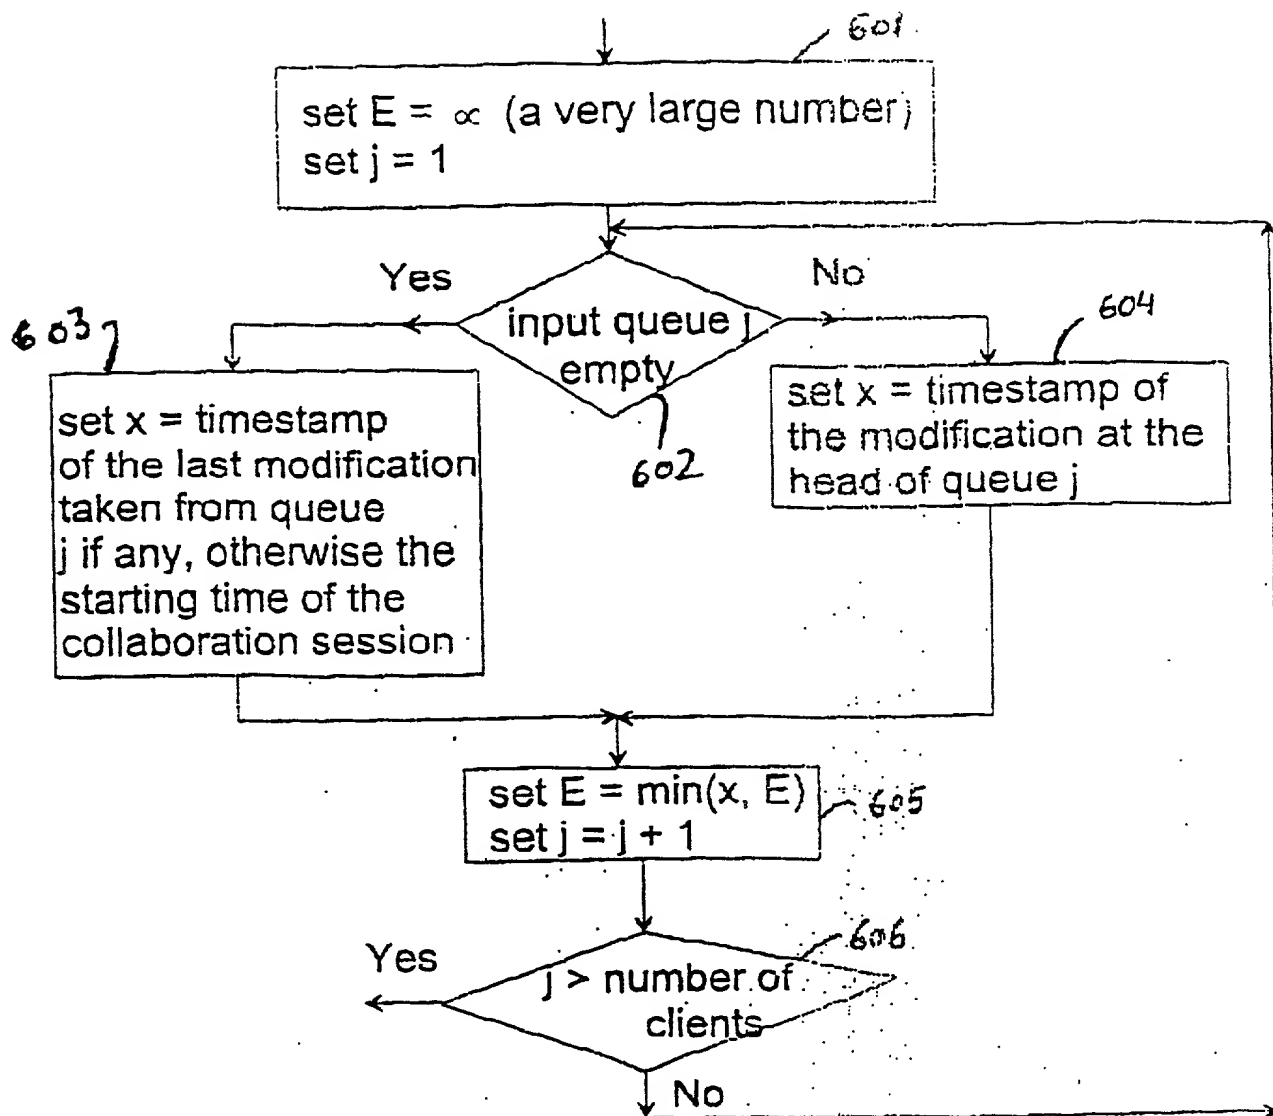 601
set E = ∝ (a very large number)
set j = 1
Yes
No
input queue j
empty
602
603
set x = timestamp
of the last modification
taken from queue
j if any, otherwise the
starting time of the
collaboration session
604
set x = timestamp of
the modification at the
head of queue j
set E = min(x, E)
set j = j + 1
605
606
Yes
j > number of
clients
No